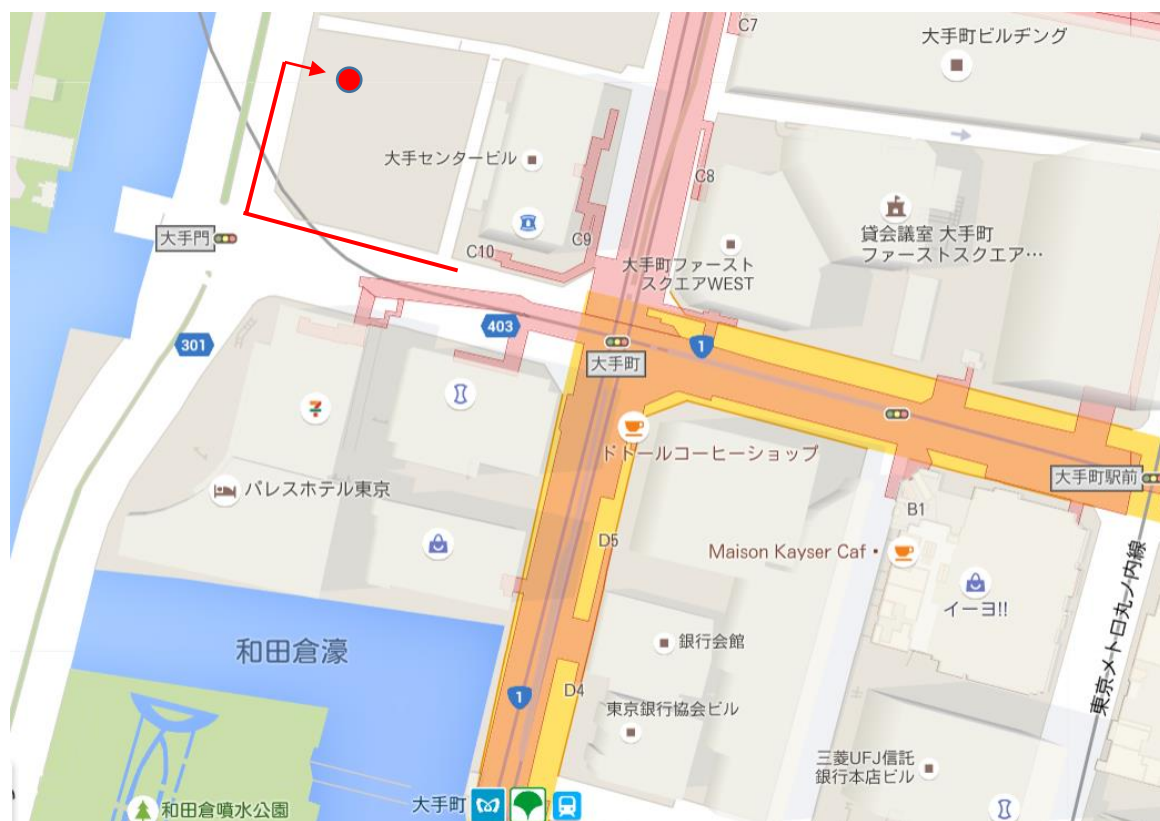 C7
大手町ビルヂング
大手センタービル
C8
貸会議室 大手町
ファーストスクエア…
大手門
C10
C9
大手町ファースト
スクエアWEST
403
301
1
大手町
ドトールコーヒーショップ
大手町駅前
パレスホテル東京
B1
D5
Maison Kayser Caf
イーヨ!!
東京メトロ丸ノ内線
和田倉濠
銀行会館
1
D4
東京銀行協会ビル
三菱UFJ信託
銀行本店ビル
大手町
和田倉噴水公園